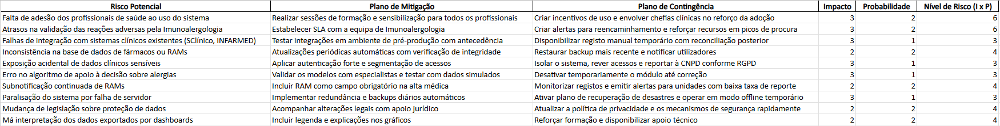 Risco Potencial Plano de Mitigação Plano de Contingência Impacto Probabilidade Nível de Risco (I x P)
Falta de adesão dos profissionais de saúde ao uso do sistema Realizar sessões de formação e sensibilização para todos os profissionais Criar incentivos de uso e envolver chefias clínicas no reforço da adoção 3 2 6
Atrasos na validação das reações adversas pela Imunoalergologia Estabelecer SLA com a equipa de Imunoalergologia Criar alertas para reencaminhamento e reforçar recursos em picos de procura 3 2 6
Falhas de integração com sistemas clínicos existentes (SClínico, INFARMED) Testar integrações em ambiente de pré-produção com antecedência Disponibilizar registo manual temporário com reconciliação posterior 3 1 3
Inconsistência na base de dados de fármacos ou RAMs Atualizações periódicas automáticas com verificação de integridade Restaurar backup mais recente e notificar utilizadores 2 2 4
Exposição acidental de dados clínicos sensíveis Aplicar autenticação forte e segmentação de acessos Isolar o sistema, rever acessos e reportar à CNPD conforme RGPD 3 1 3
Erro no algoritmo de apoio à decisão sobre alergias Validar os modelos com especialistas e testar com dados simulados Desativar temporariamente o módulo até correção 3 1 3
Subnotificação continuada de RAMs Incluir RAM como campo obrigatório na alta médica Monitorizar registos e emitir alertas para unidades com baixa taxa de reporte 2 2 4
Paralisação do sistema por falha de servidor Implementar redundância e backups diários automáticos Ativar plano de recuperação de desastres e operar em modo offline temporário 3 1 3
Mudança de legislação sobre proteção de dados Acompanhar alterações legais com apoio jurídico Atualizar a política de privacidade e os mecanismos de segurança rapidamente 2 2 4
Má interpretação dos dados exportados por dashboards Incluir legenda e explicações nos gráficos Reforçar formação e disponibilizar apoio técnico 2 2 4